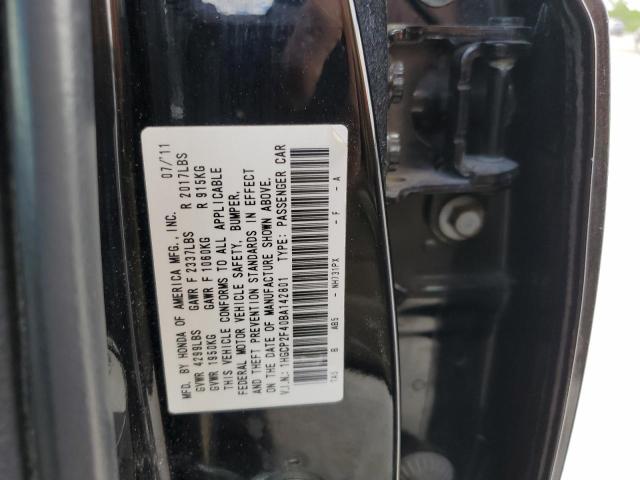 MFD. BY HONDA OF AMERICA MFG., INC. 07/'11
GVWR 4299LBS GAWR F 2337LBS R 2017LBS
GVWR 1950KG GAWR F 1060KG R 915KG
THIS VEHICLE CONFORMS TO ALL APPLICABLE
FEDERAL MOTOR VEHICLE SAFETY, BUMPER,
AND THEFT PREVENTION STANDARDS IN EFFECT
ON THE DATE OF MANUFACTURE SHOWN ABOVE.
V.I.N.: 1HGCP2F40BA142801 TYPE: PASSENGER CAR
TA5 B AB5 - NH731PX - F - A